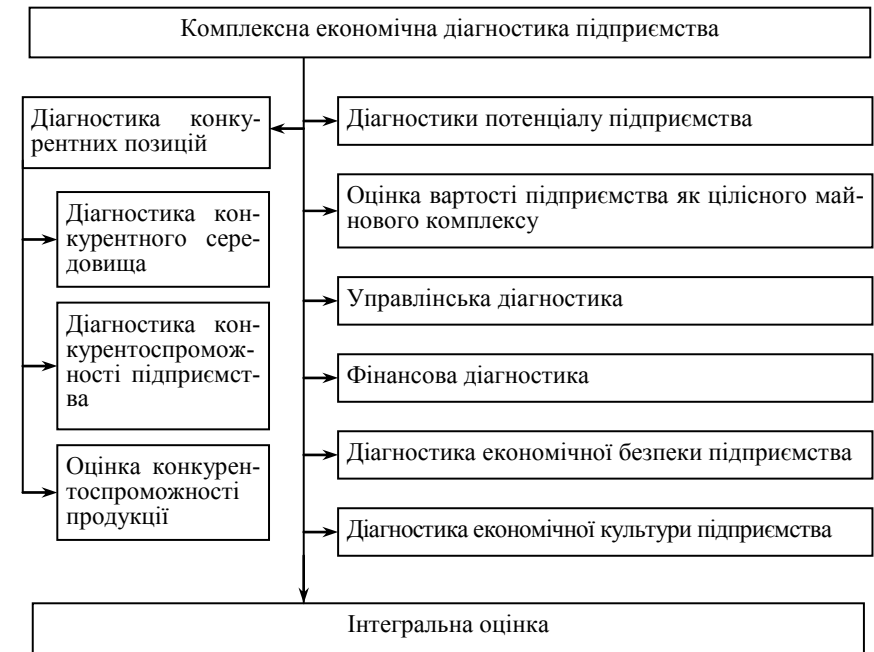 Комплексна економічна діагностика підприємства
Діагностика конку-
рентних позицій
Діагностика кон-
курентного сере-
довища
Діагностика кон-
курентоспромож-
ності підприємст-
ва
Оцінка конкурен-
тоспроможності
продукції
Діагностики потенціалу підприємства
Оцінка вартості підприємства як цілісного май-
нового комплексу
Управлінська діагностика
Фінансова діагностика
Діагностика економічної безпеки підприємства
Діагностика економічної культури підприємства
Інтегральна оцінка